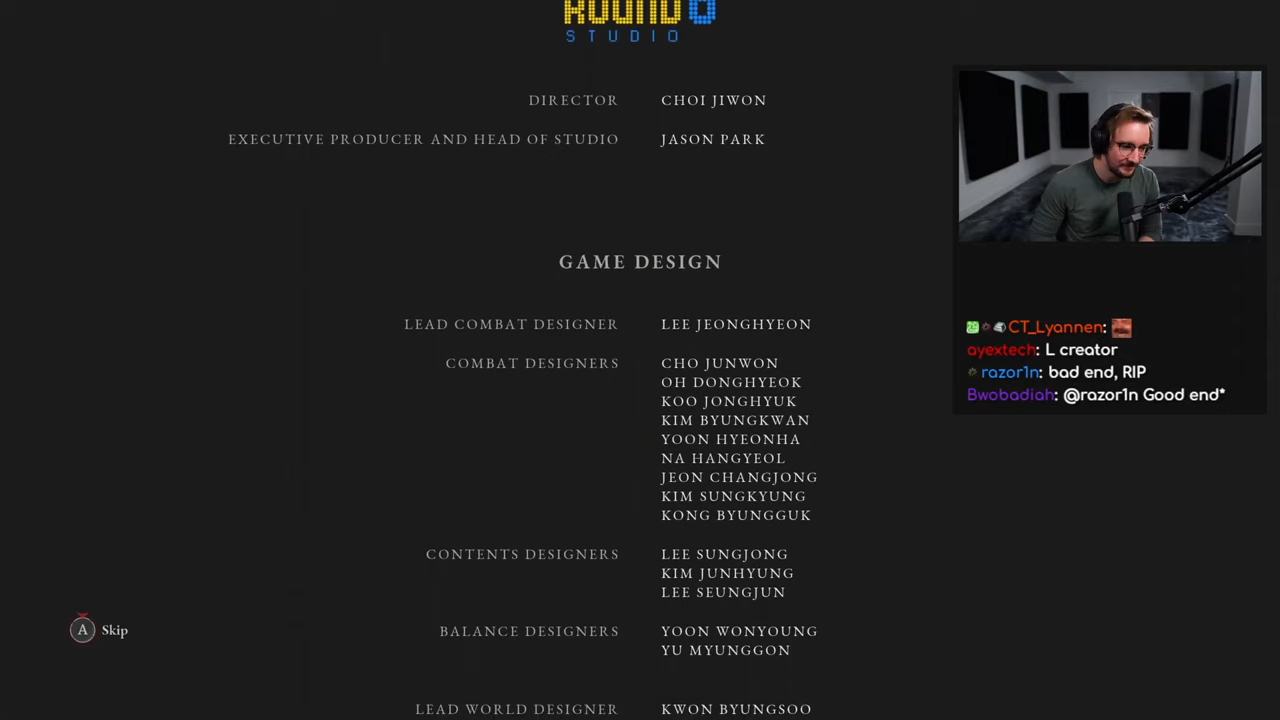 ROUND8
STUDIO
DIRECTOR CHOI JIWON
EXECUTIVE PRODUCER AND HEAD OF STUDIO JASON PARK
GAME DESIGN
LEAD COMBAT DESIGNER LEE JEONGHYEON
COMBAT DESIGNERS CHO JUNWON
OH DONGHYEOK
KOO JONGHYUK
KIM BYUNGKWAN
YOON HYEONHA
NA HANGYEOL
JEON CHANGJONG
KIM SUNGKYUNG
KONG BYUNGGUK
CONTENTS DESIGNERS LEE SUNGJONG
KIM JUNHYUNG
LEE SEUNGJUN
BALANCE DESIGNERS YOON WONYOUNG
YU MYUNGGON
LEAD WORLD DESIGNER KWON BYUNGSOO
A Skip
CT_Lyannen:
ayextech: L creator
razor1n: bad end, RIP
Bwobadiah: @razor1n Good end*